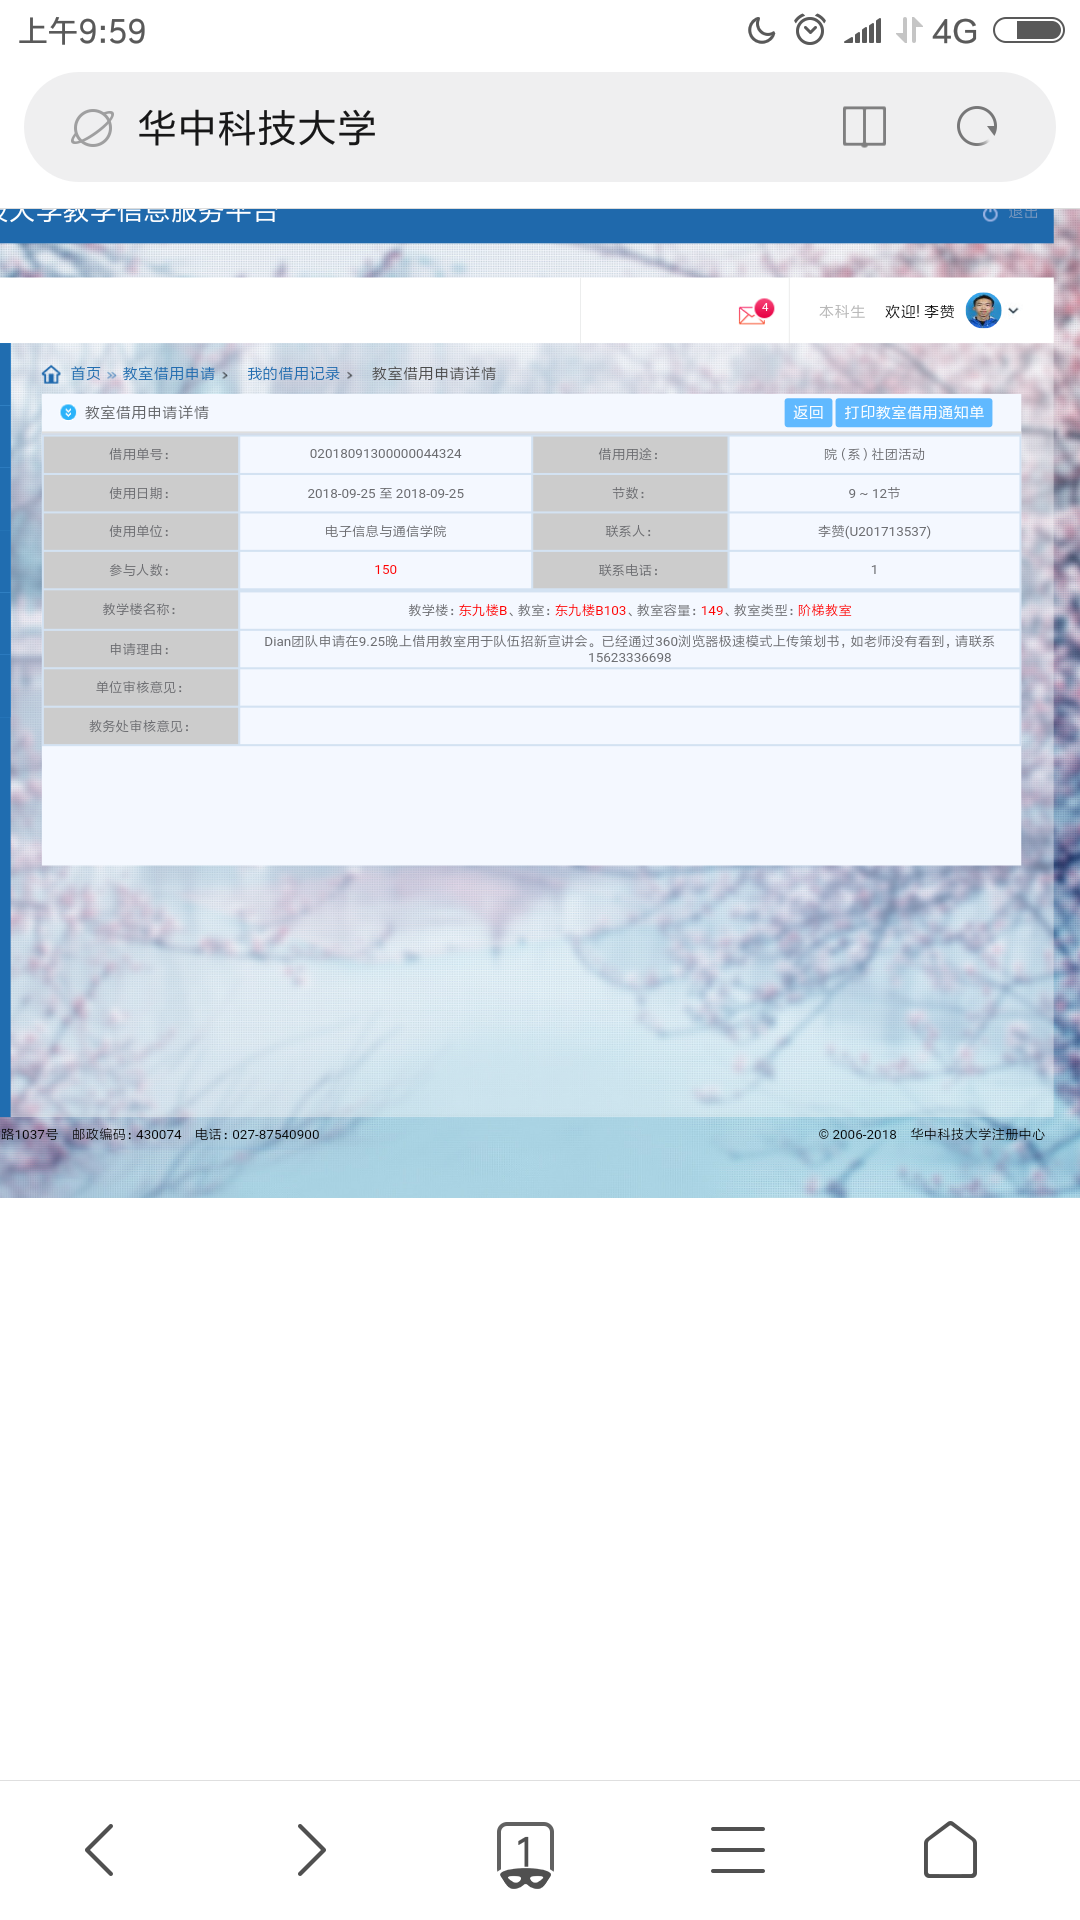 上午9:59 4G
华中科技大学
大学教学信息服务平台 退出
4 本科生 欢迎! 李赞
首页 » 教室借用申请 › 我的借用记录 › 教室借用申请详情
教室借用申请详情 返回 打印教室借用通知单
借用单号: 02018091300000044324 借用用途: 院(系)社团活动
使用日期: 2018-09-25 至 2018-09-25 节数: 9 ~ 12节
使用单位: 电子信息与通信学院 联系人: 李赞(U201713537)
参与人数: 150 联系电话: 1
教学楼名称: 教学楼: 东九楼B、教室: 东九楼B103、教室容量: 149、教室类型: 阶梯教室
申请理由: Dian团队申请在9.25晚上借用教室用于队伍招新宣讲会。已经通过360浏览器极速模式上传策划书, 如老师没有看到, 请联系
15623336698
单位审核意见:
教务处审核意见:
路1037号 邮政编码: 430074 电话: 027-87540900 © 2006-2018 华中科技大学注册中心
1